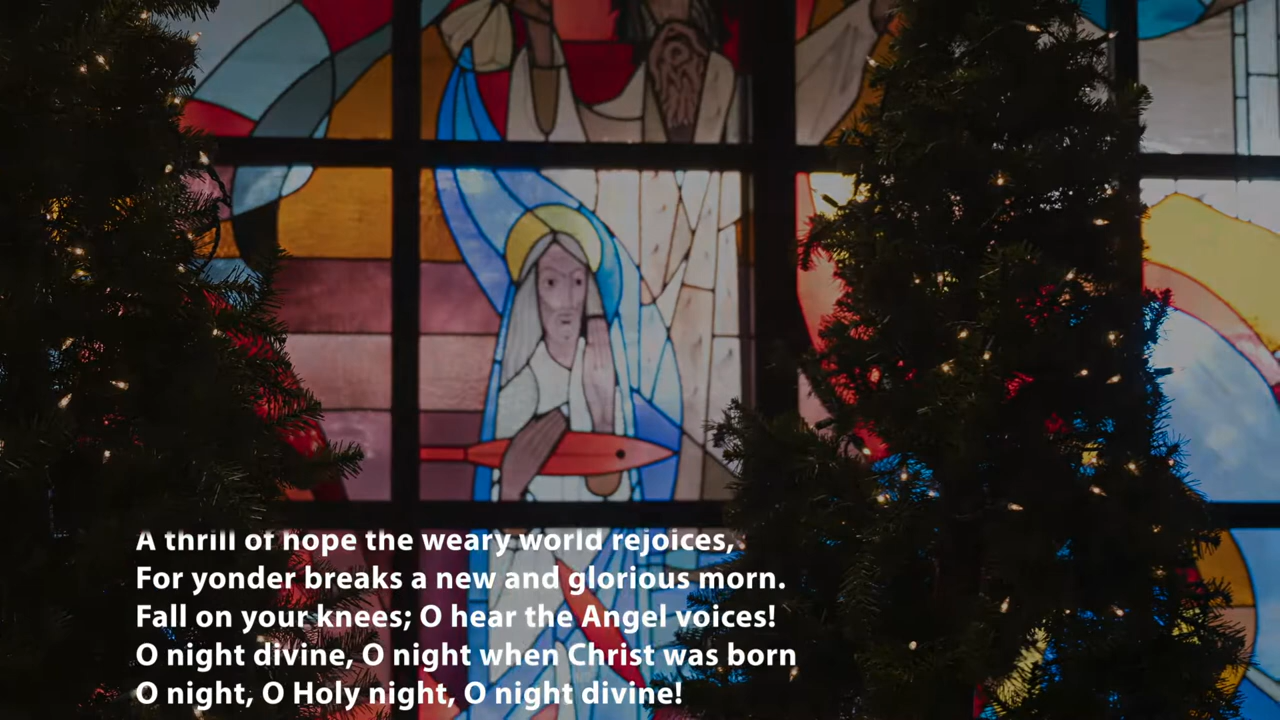 A thrill of hope the weary world rejoices,
For yonder breaks a new and glorious morn.
Fall on your knees; O hear the Angel voices!
O night divine, O night when Christ was born
O night, O Holy night, O night divine!